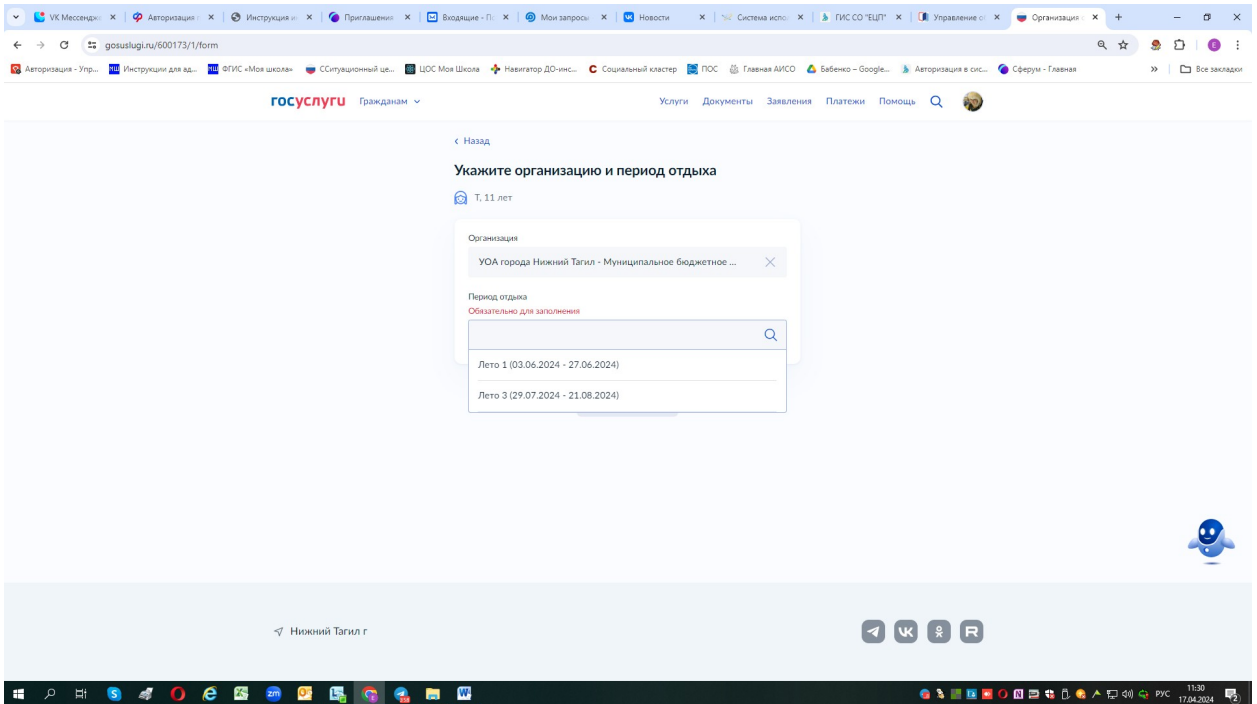 VK Мессендже
Авторизация
Инструкция и
Приглашения
Входящие - По
Мои запросы
Новости
Система испол
ГИС СО "ЕЦП"
Управление об
Организация
gosuslugi.ru/600173/1/form
Авторизация - Упр...
Инструкции для ад...
ФГИС «Моя школа»
ССитуационный це...
ЦОС Моя Школа
Навигатор ДО-инс...
Социальный кластер
ПОС
Главная АИСО
Бабенко – Google...
Авторизация в сис...
Сферум - Главная
Все закладки
госуслуги
Гражданам
Услуги
Документы
Заявления
Платежи
Помощь
Назад
Укажите организацию и период отдыха
Т, 11 лет
Организация
УОА города Нижний Тагил - Муниципальное бюджетное ...
Период отдыха
Обязательно для заполнения
Лето 1 (03.06.2024 - 27.06.2024)
Лето 3 (29.07.2024 - 21.08.2024)
Нижний Тагил г
РУС
11:30
17.04.2024